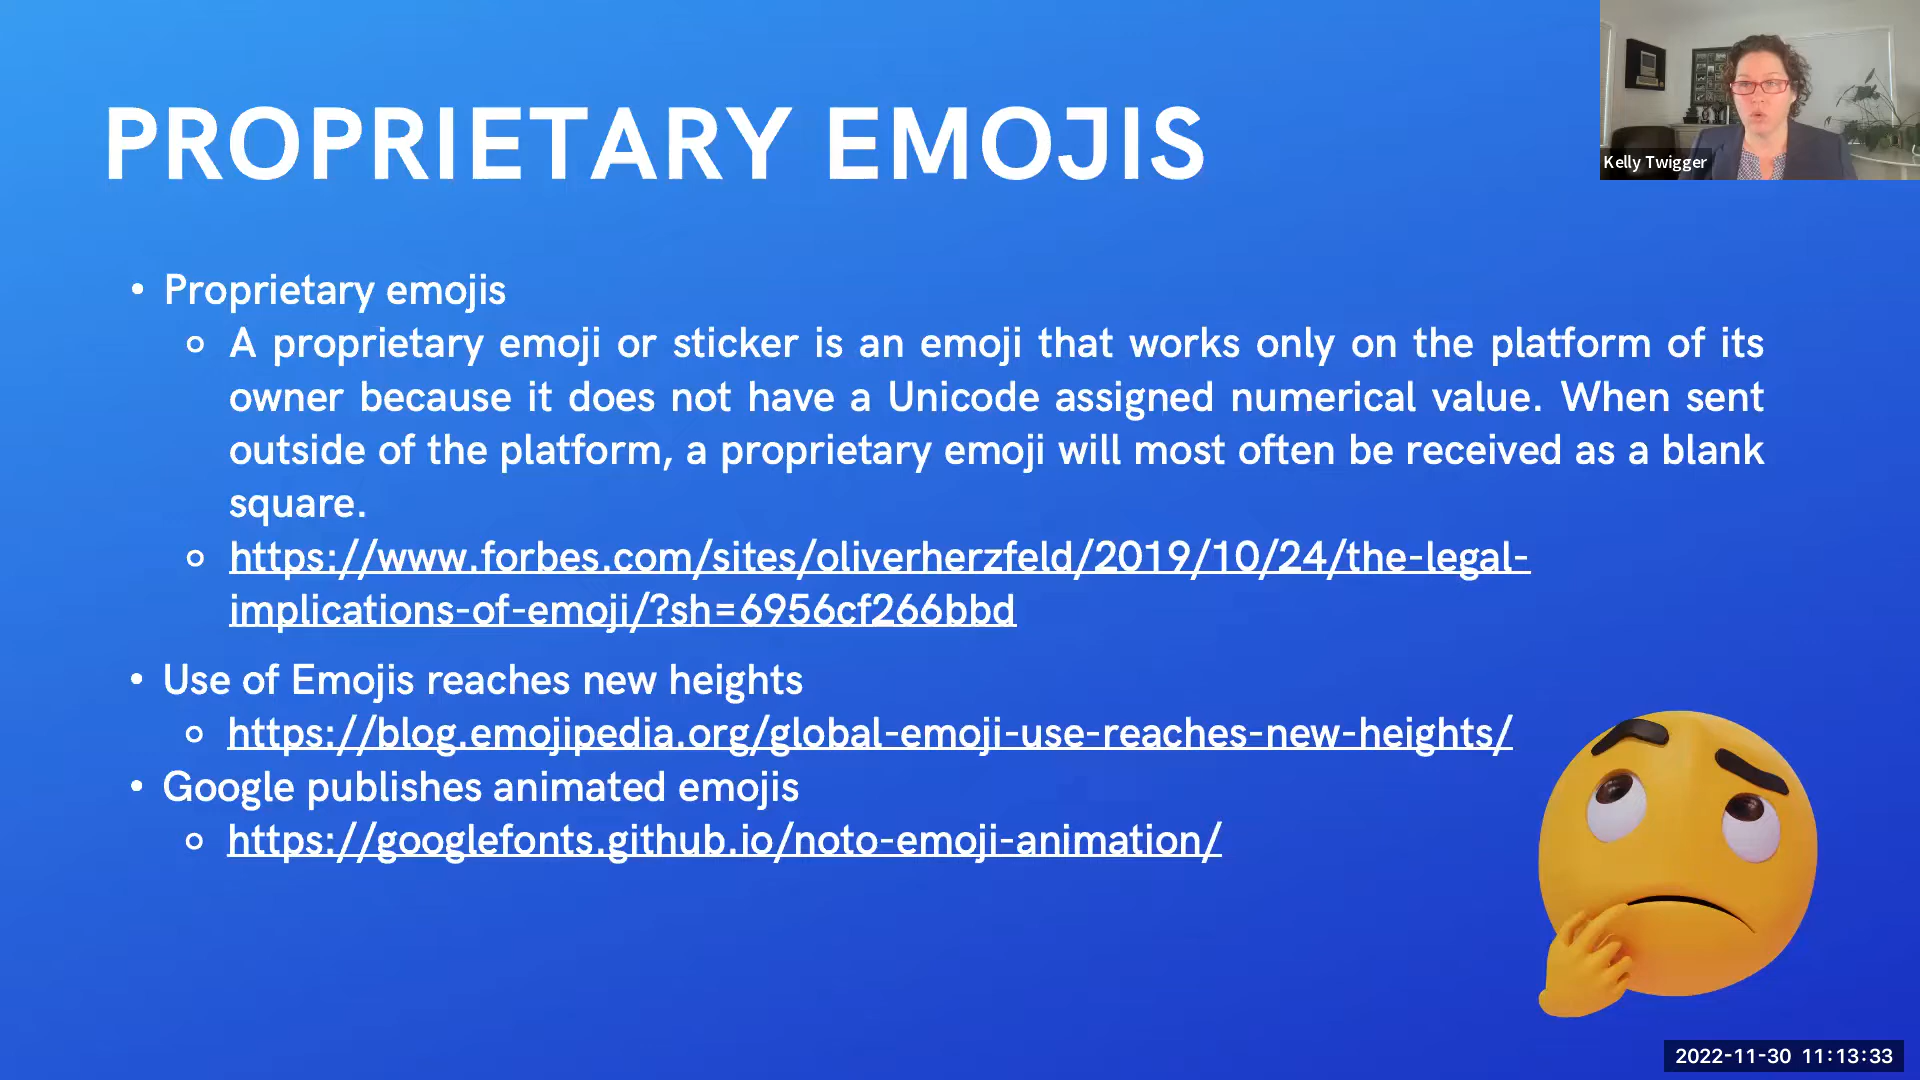 PROPRIETARY EMOJIS
Kelly Twigger
• Proprietary emojis
A proprietary emoji or sticker is an emoji that works only on the platform of its
owner because it does not have a Unicode assigned numerical value. When sent
outside of the platform, a proprietary emoji will most often be received as a blank
square.
https://www.forbes.com/sites/oliverherzfeld/2019/10/24/the-legal-
implications-of-emoji/?sh=6956cf266bbd
• Use of Emojis reaches new heights
https://blog.emojipedia.org/global-emoji-use-reaches-new-heights/
• Google publishes animated emojis
https://googlefonts.github.io/noto-emoji-animation/
2022-11-30 11:13:33